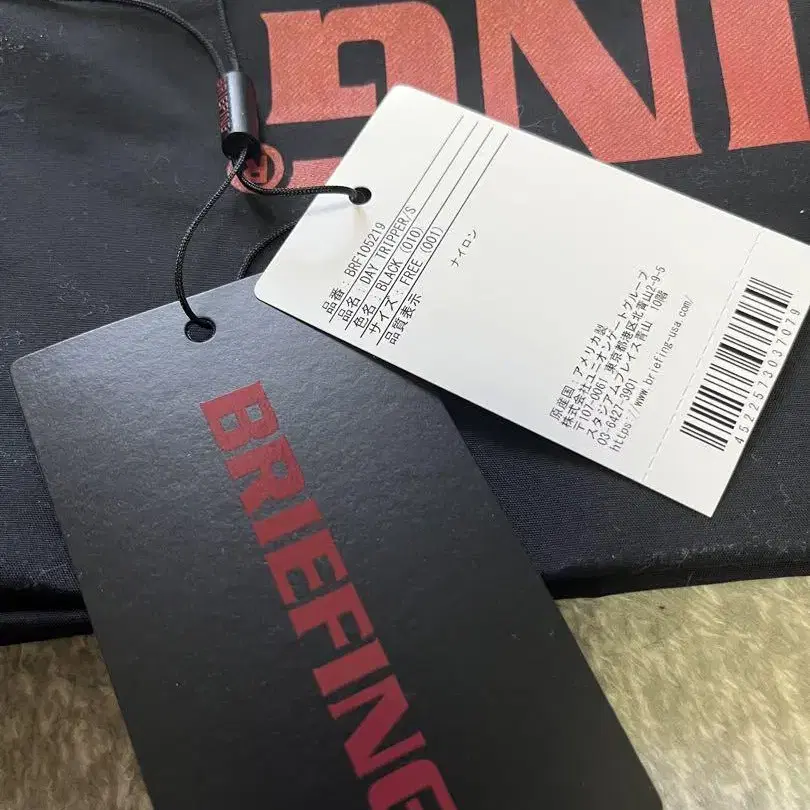 ING
®
品番：BRF105219
品名：DAY TRIPPER/S
色名：BLACK (010)
サイズ：FREE (001)
品質表示
ナイロン
原産国：アメリカ製
株式会社ユニオンゲートグループ
〒107-0061 東京都港区北青山2-9-5
スタジアムプレイス青山 10階
03-6427-3901
https://www.briefing-usa.com/
4522573037079
BRIEFING